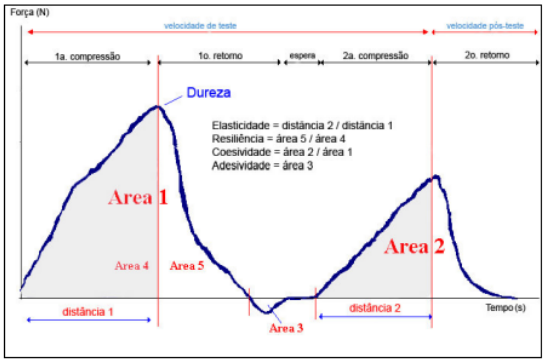 Força (N)
velocidade de teste
velocidade pós-teste
1a. compressão
1o. retorno
espera
2a. compressão
2o. retorno
Dureza
Elasticidade = distância 2 / distância 1
Resiliência = área 5 / área 4
Coesividade = área 2 / área 1
Adesividade = área 3
Area 1
Area 2
Area 4
Area 5
distância 1
distância 2
Tempo (s)
Area 3